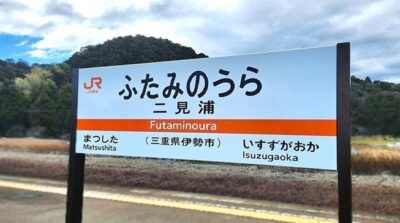 JR
ふたみのうら
二見浦
Futaminoura
まつした (三重県伊勢市) いすずがおか
Matsushita Isuzugaoka